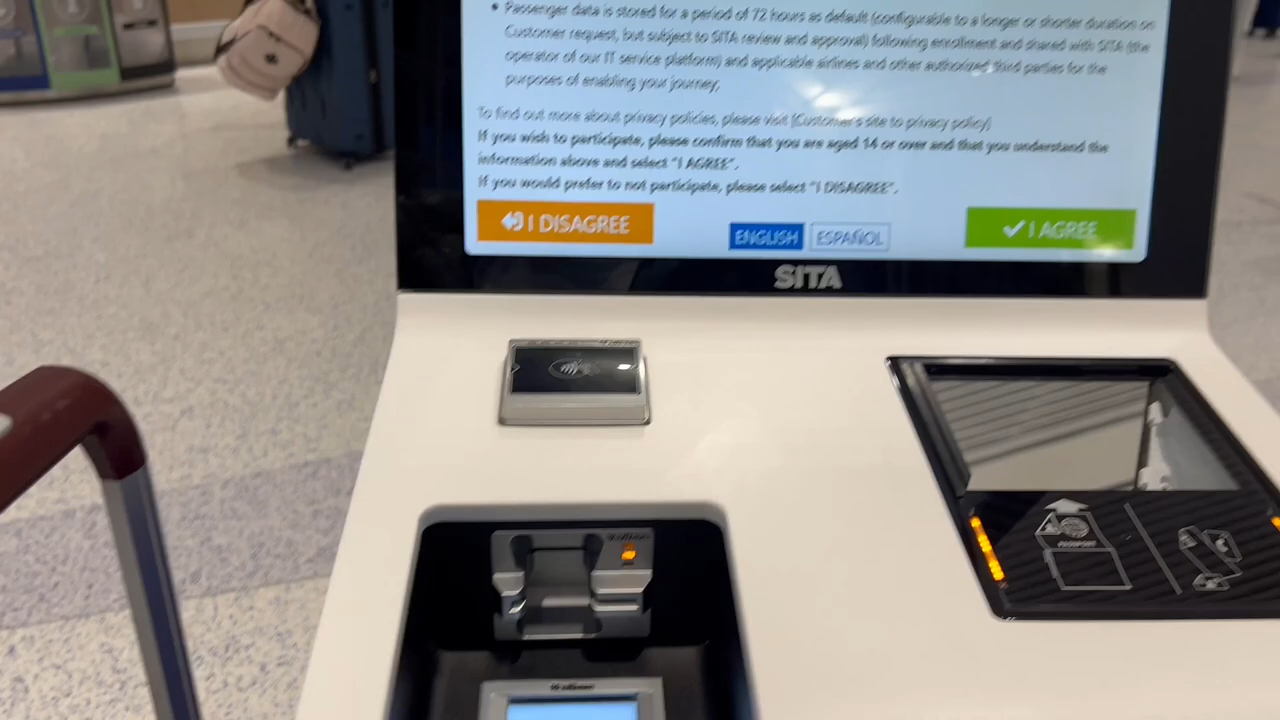 • Passenger data is stored for a period of 72 hours as default (configurable to a longer or shorter duration on
Customer request, but subject to SITA review and approval) following enrollment and shared with SITA (the
operator of our IT service platform) and applicable airlines and other authorized third parties for the
purposes of enabling your journey.
To find out more about privacy policies, please visit [Customer's site to privacy policy]
If you wish to participate, please confirm that you are aged 14 or over and that you understand the
information above and select "I AGREE".
If you would prefer to not participate, please select "I DISAGREE".
I DISAGREE
ENGLISH
ESPAÑOL
I AGREE
SITA
PASSPORT